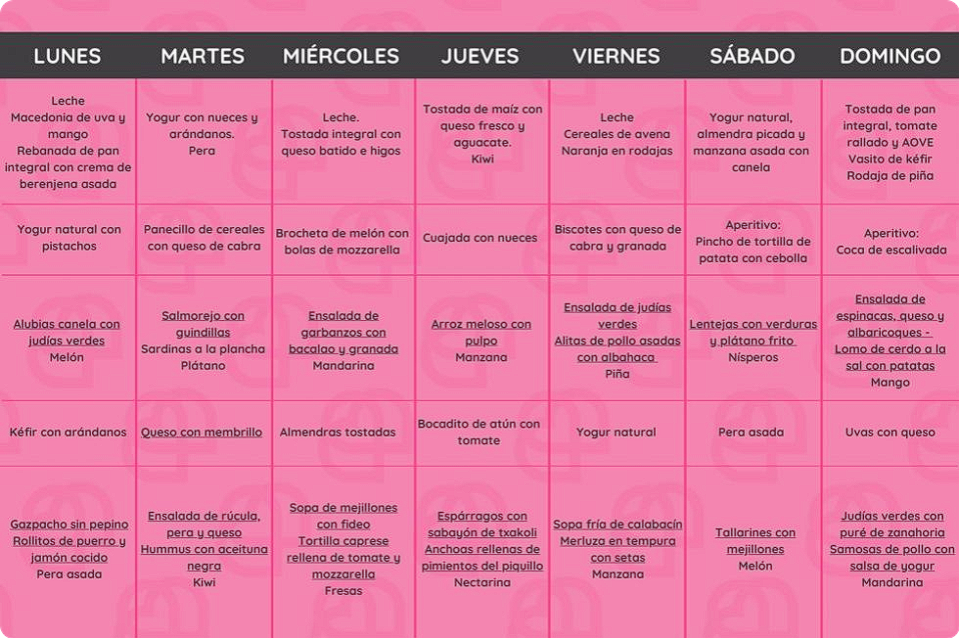 LUNES
MARTES
MIÉRCOLES
JUEVES
VIERNES
SÁBADO
DOMINGO
Leche
Macedonia de uva y
mango
Rebanada de pan
integral con crema de
berenjena asada
Yogur con nueces y
arándanos.
Pera
Leche.
Tostada integral con
queso batido e higos
Tostada de maíz con
queso fresco y
aguacate.
Kiwi
Leche
Cereales de avena
Naranja en rodajas
Yogur natural,
almendra picada y
manzana asada con
canela
Tostada de pan
integral, tomate
rallado y AOVE
Vasito de kéfir
Rodaja de piña
Yogur natural con
pistachos
Panecillo de cereales
con queso de cabra
Brocheta de melón con
bolas de mozzarella
Cuajada con nueces
Biscotes con queso de
cabra y granada
Aperitivo:
Pincho de tortilla de
patata con cebolla
Aperitivo:
Coca de escalivada
Alubias canela con
judías verdes
Melón
Salmorejo con
guindillas
Sardinas a la plancha
Plátano
Ensalada de
garbanzos con
bacalao y granada
Mandarina
Arroz meloso con
pulpo
Manzana
Ensalada de judías
verdes
Alitas de pollo asadas
con albahaca
Piña
Lentejas con verduras
y plátano frito
Nísperos
Ensalada de
espinacas, queso y
albaricoques -
Lomo de cerdo a la
sal con patatas
Mango
Kéfir con arándanos
Queso con membrillo
Almendras tostadas
Bocadito de atún con
tomate
Yogur natural
Pera asada
Uvas con queso
Gazpacho sin pepino
Rollitos de puerro y
jamón cocido
Pera asada
Ensalada de rúcula,
pera y queso
Hummus con aceituna
negra
Kiwi
Sopa de mejillones
con fideo
Tortilla caprese
rellena de tomate y
mozzarella
Fresas
Espárragos con
sabayón de txakoli
Anchoas rellenas de
pimientos del piquillo
Nectarina
Sopa fría de calabacín
Merluza en tempura
con setas
Manzana
Tallarines con
mejillones
Melón
Judías verdes con
puré de zanahoria
Samosas de pollo con
salsa de yogur
Mandarina